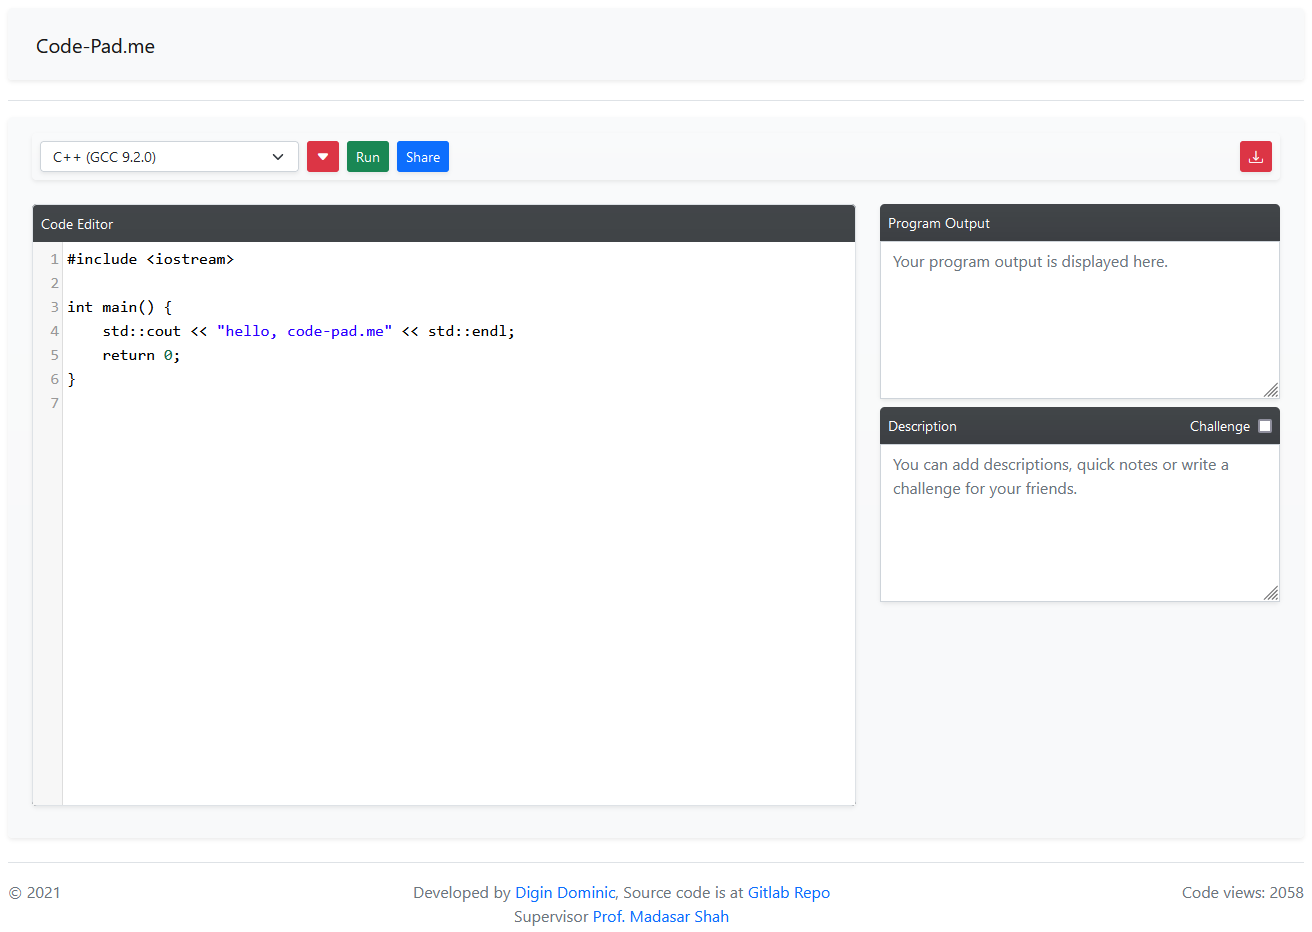 Code-Pad.me
C++ (GCC 9.2.0)
Run
Share
Code Editor
1 #include <iostream>
2
3 int main() {
4     std::cout << "hello, code-pad.me" << std::endl;
5     return 0;
6 }
7
Program Output
Your program output is displayed here.
Description
Challenge
You can add descriptions, quick notes or write a
challenge for your friends.
© 2021
Developed by Digin Dominic, Source code is at Gitlab Repo
Supervisor Prof. Madasar Shah
Code views: 2058